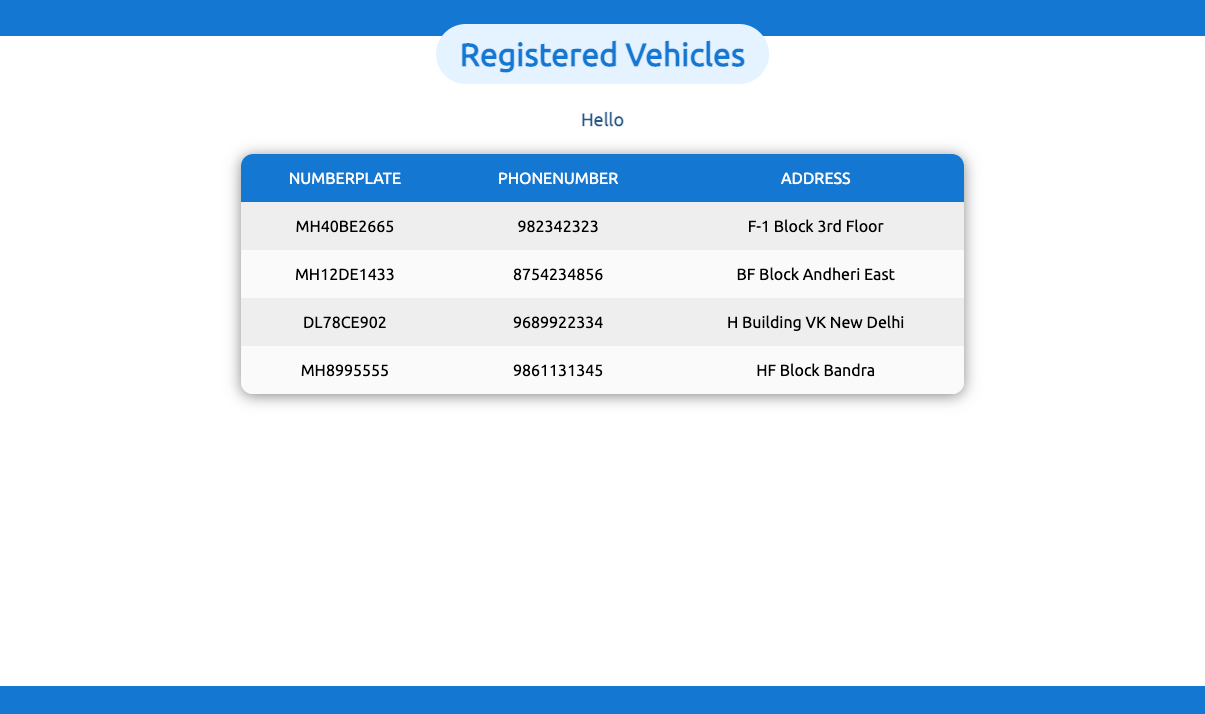 Registered Vehicles
Hello
NUMBERPLATE PHONENUMBER ADDRESS
MH40BE2665 982342323 F-1 Block 3rd Floor
MH12DE1433 8754234856 BF Block Andheri East
DL78CE902 9689922334 H Building VK New Delhi
MH8995555 9861131345 HF Block Bandra